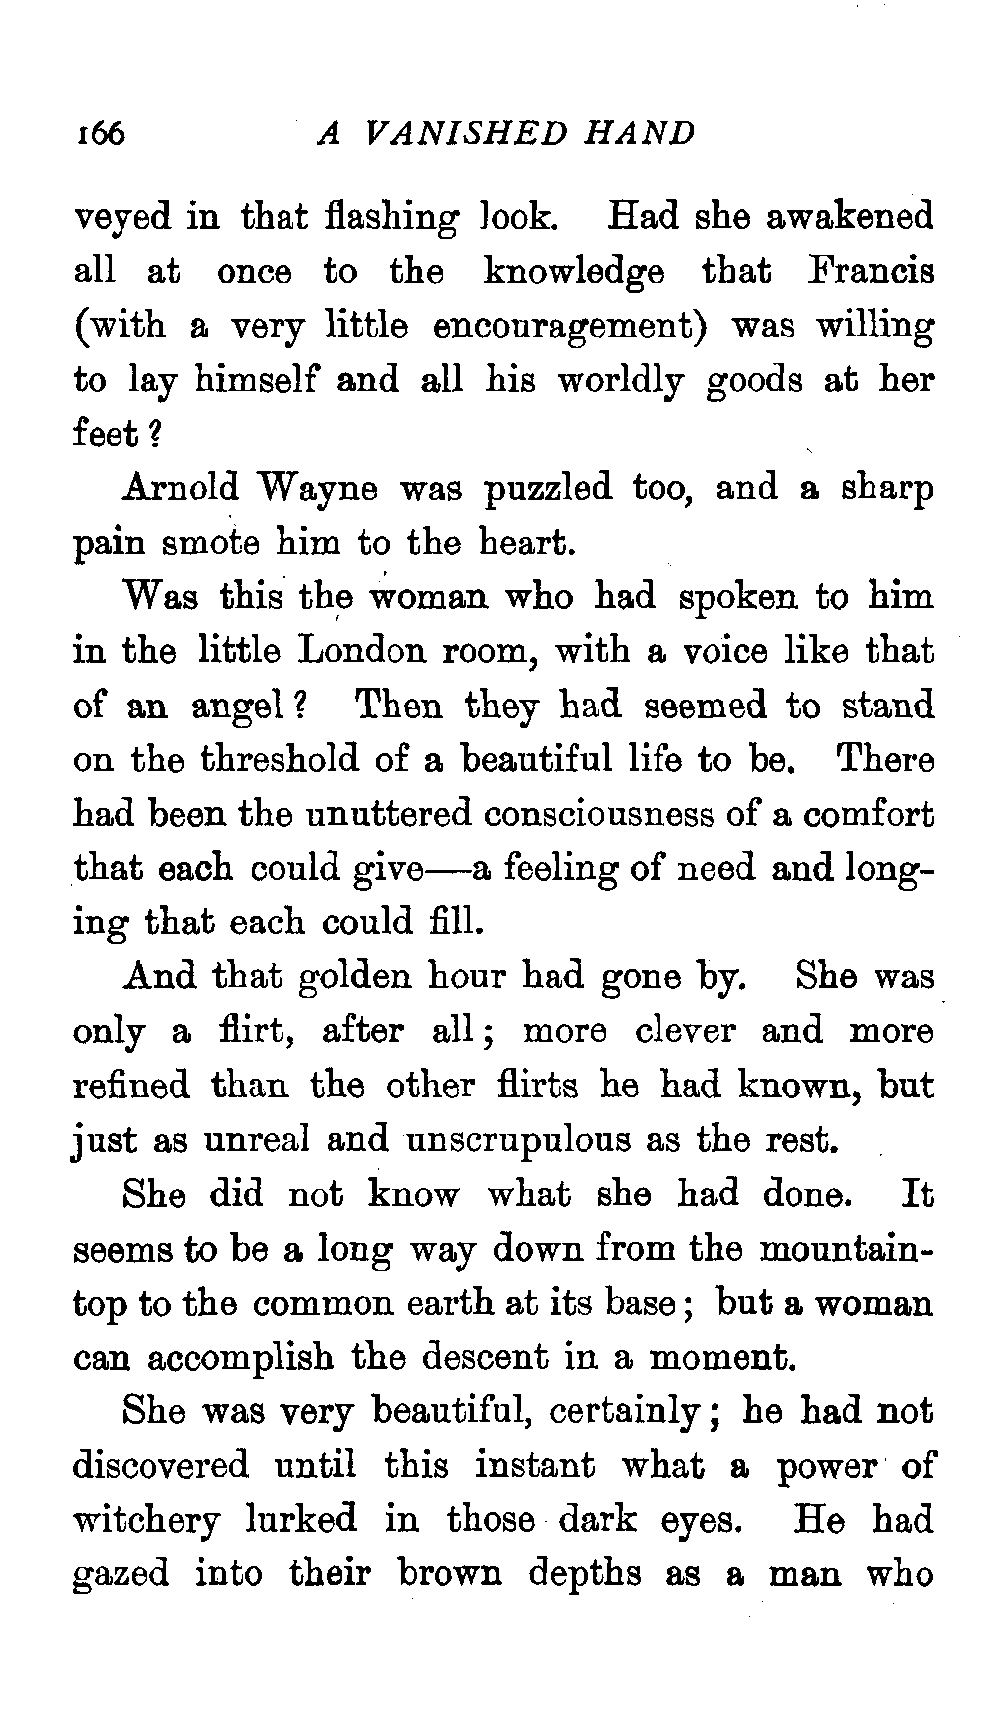 166 A VANISHED HAND
veyed in that flashing look. Had she awakened
all at once to the knowledge that Francis
(with a very little encouragement) was willing
to lay himself and all his worldly goods at her
feet ?
Arnold Wayne was puzzled too, and a sharp
pain smote him to the heart.
Was this the woman who had spoken to him
in the little London room, with a voice like that
of an angel ? Then they had seemed to stand
on the threshold of a beautiful life to be. There
had been the unuttered consciousness of a comfort
that each could give—a feeling of need and long-
ing that each could fill.
And that golden hour had gone by. She was
only a flirt, after all ; more clever and more
refined than the other flirts he had known, but
just as unreal and unscrupulous as the rest.
She did not know what she had done. It
seems to be a long way down from the mountain-
top to the common earth at its base ; but a woman
can accomplish the descent in a moment.
She was very beautiful, certainly ; he had not
discovered until this instant what a power of
witchery lurked in those dark eyes. He had
gazed into their brown depths as a man who